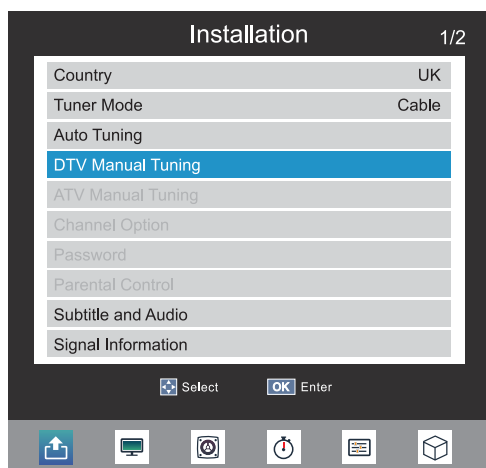 Installation 1/2
Country UK
Tuner Mode Cable
Auto Tuning
DTV Manual Tuning
ATV Manual Tuning
Channel Option
Password
Parental Control
Subtitle and Audio
Signal Information
Select OK Enter